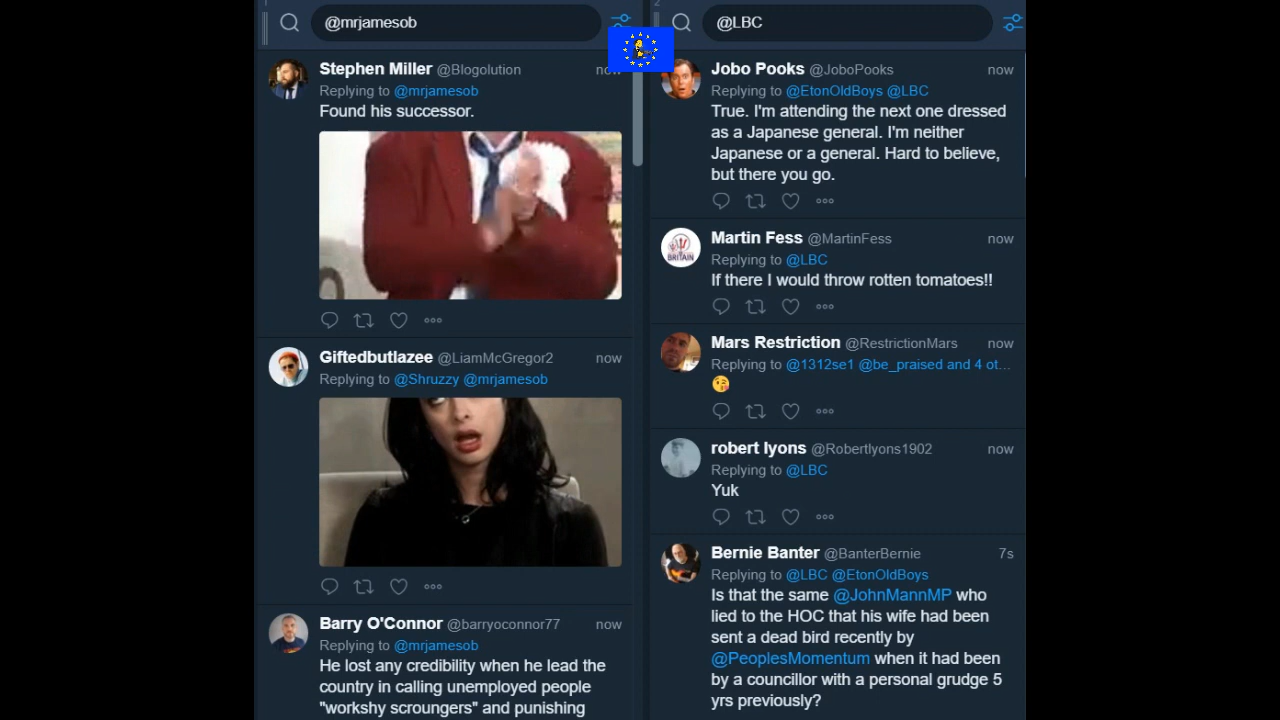 1
@mrjamesob
Stephen Miller @Blogolution now
Replying to @mrjamesob
Found his successor.
Giftedbutlazee @LiamMcGregor2 now
Replying to @Shruzzy @mrjamesob
Barry O'Connor @barryoconnor77 now
Replying to @mrjamesob
He lost any credibility when he lead the
country in calling unemployed people
"workshy scroungers" and punishing
2
@LBC
Jobo Pooks @JoboPooks now
Replying to @EtonOldBoys @LBC
True. I'm attending the next one dressed
as a Japanese general. I'm neither
Japanese or a general. Hard to believe,
but there you go.
Martin Fess @MartinFess now
Replying to @LBC
If there I would throw rotten tomatoes!!
BRITAIN
Mars Restriction @RestrictionMars now
Replying to @1312se1 @be_praised and 4 ot...
😘
robert lyons @Robertlyons1902 now
Replying to @LBC
Yuk
Bernie Banter @BanterBernie 7s
Replying to @LBC @EtonOldBoys
Is that the same @JohnMannMP who
lied to the HOC that his wife had been
sent a dead bird recently by
@PeoplesMomentum when it had been
by a councillor with a personal grudge 5
yrs previously?